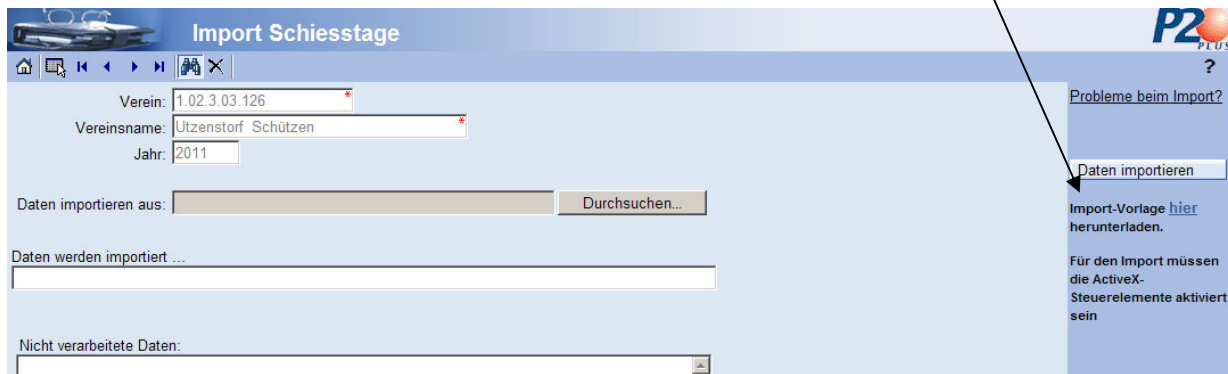 Import Schiesstage
P2
PLUS
?
Verein: 1.02.3.03.126 *
Vereinsname: Utzenstorf Schützen *
Jahr: 2011
Daten importieren aus: Durchsuchen...
Daten werden importiert ...
Nicht verarbeitete Daten:
Probleme beim Import?
Daten importieren
Import-Vorlage hier
herunterladen.
Für den Import müssen
die ActiveX-
Steuerelemente aktiviert
sein